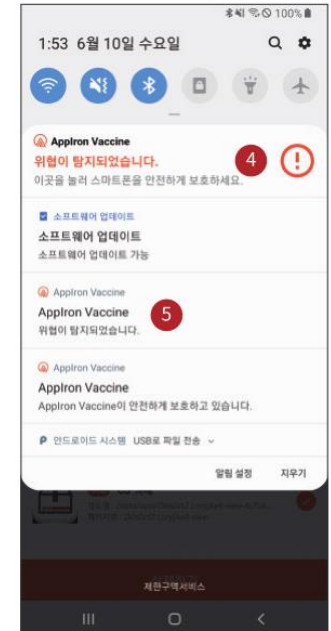 100%
1:53 6월 10일 수요일
AppIron Vaccine
위협이 탐지되었습니다.
4
이곳을 눌러 스마트폰을 안전하게 보호하세요.
소프트웨어 업데이트
소프트웨어 업데이트
소프트웨어 업데이트 가능
AppIron Vaccine
AppIron Vaccine
5
위협이 탐지되었습니다.
AppIron Vaccine
AppIron Vaccine
AppIron Vaccine이 안전하게 보호하고 있습니다.
안드로이드 시스템 USB로 파일 전송
알림 설정 지우기
제한구역서비스